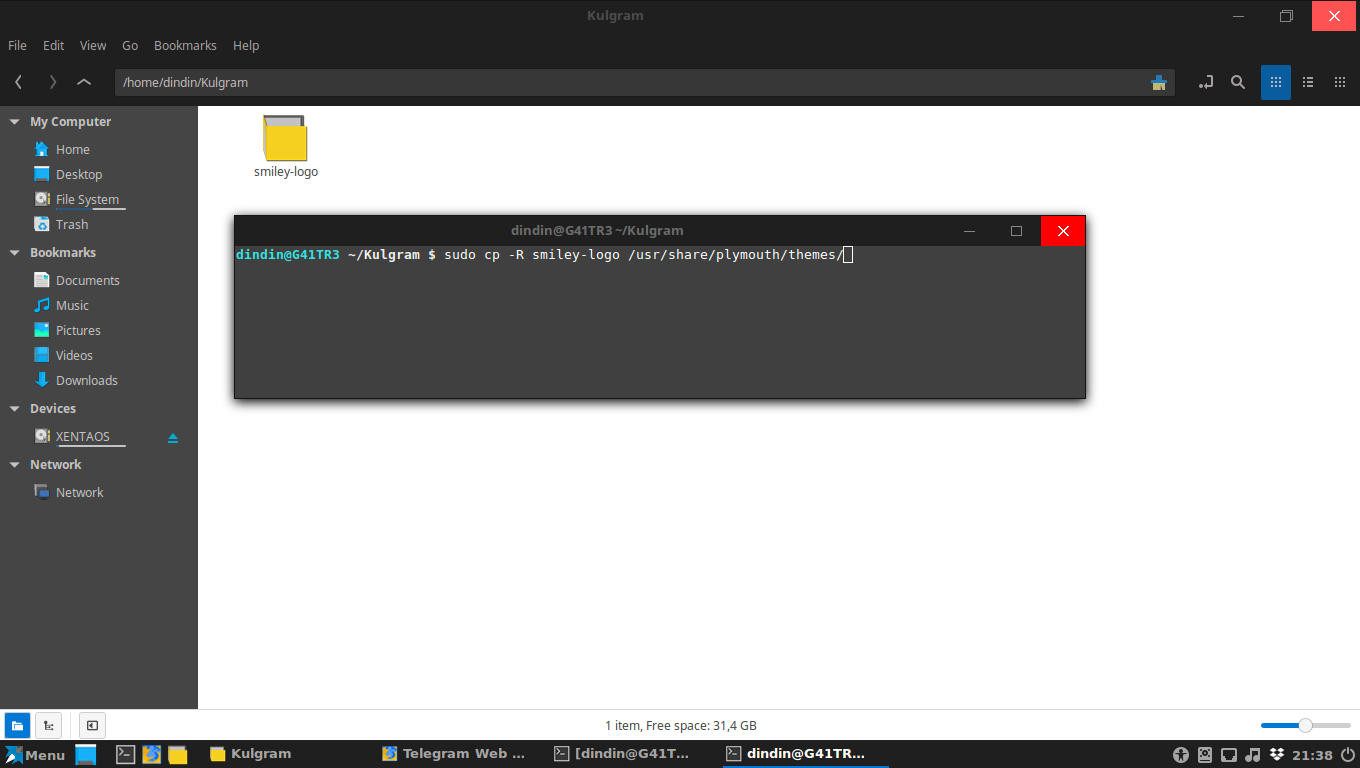 Kulgram
File Edit View Go Bookmarks Help
/home/dindin/Kulgram
My Computer
Home
Desktop
File System
Trash
Bookmarks
Documents
Music
Pictures
Videos
Downloads
Devices
XENTAOS
Network
Network
smiley-logo
dindin@G41TR3 ~/Kulgram
dindin@G41TR3 ~/Kulgram $ sudo cp -R smiley-logo /usr/share/plymouth/themes/
1 item, Free space: 31,4 GB
Menu Kulgram Telegram Web ... [dindin@G41T... dindin@G41TR... 21:38